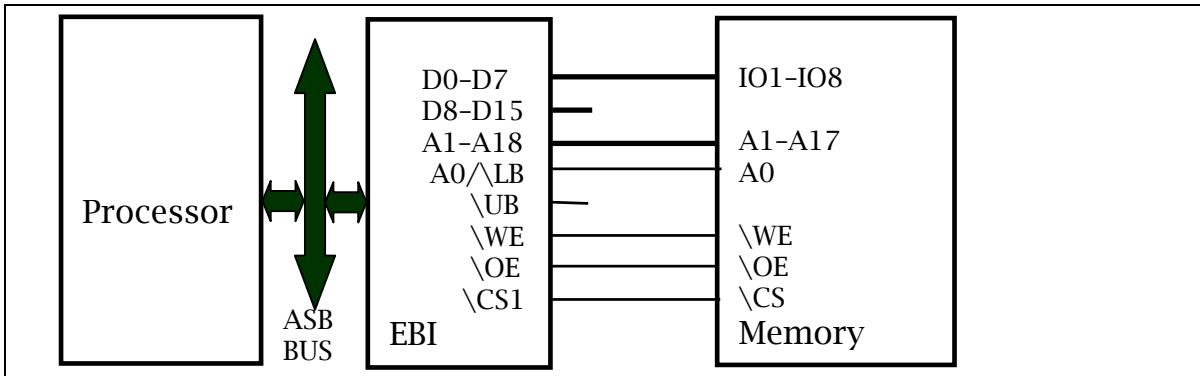 Processor
ASB
BUS
D0–D7
D8–D15
A1–A18
A0/\LB
\UB
\WE
\OE
\CS1
EBI
IO1–IO8
A1–A17
A0
\WE
\OE
\CS
Memory